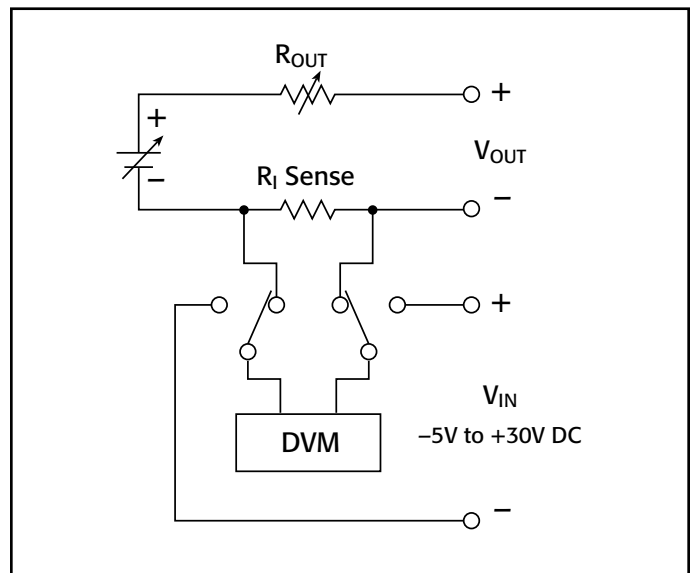 R_OUT
+
+
V_OUT
−
R_I Sense
−
+
V_IN
−5V to +30V DC
DVM
−